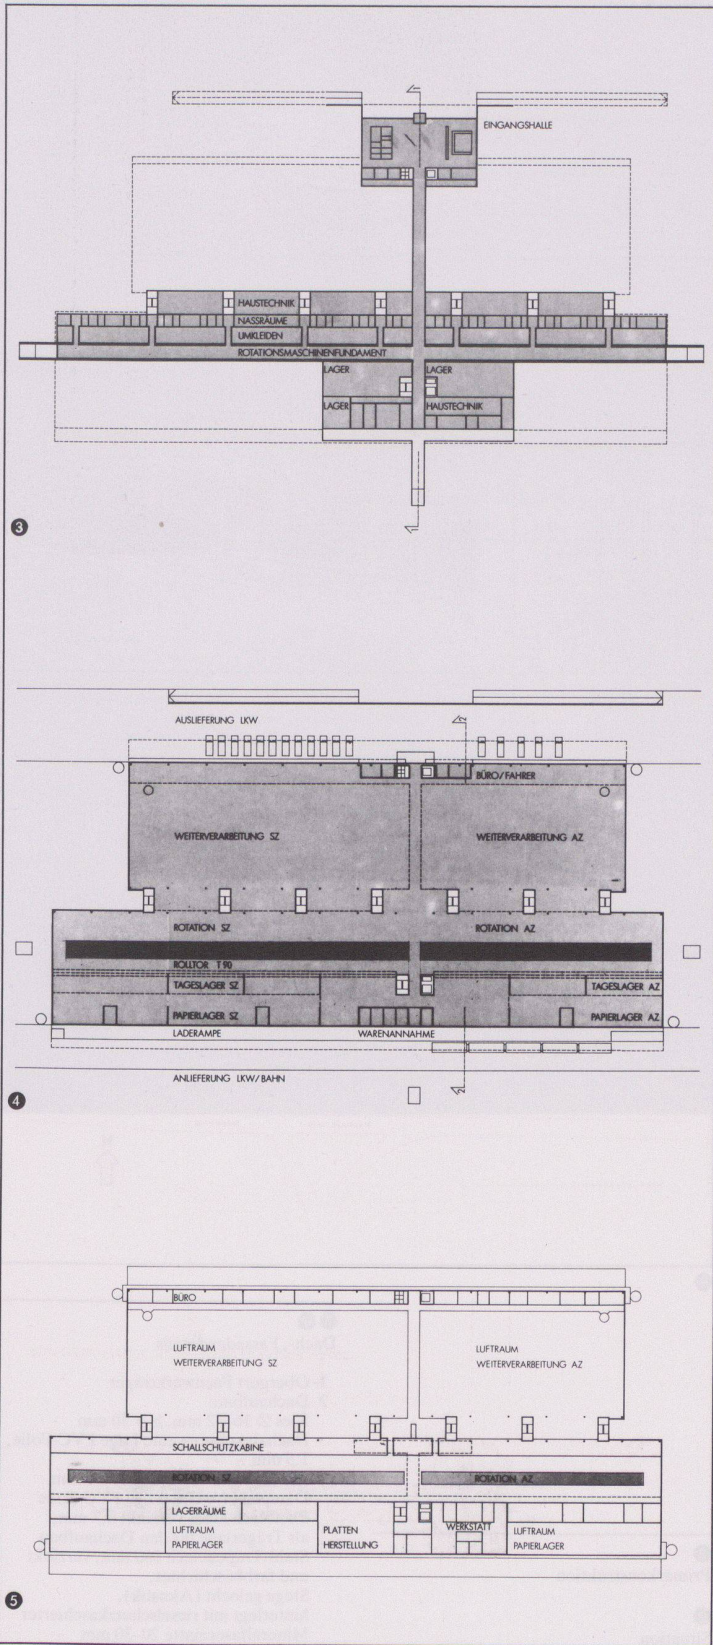 EINGANGSHALLE
HAUSTECHNIK
NASSRÄUME
UMKLEIDEN
ROTATIONSMASCHINENFUNDAMENT
LAGER LAGER
LAGER HAUSTECHNIK
3
AUSLIEFERUNG LKW
BÜRO/FAHRER
WEITERVERARBEITUNG SZ WEITERVERARBEITUNG AZ
ROTATION SZ ROTATION AZ
ROLLTOR T90
TAGESLAGER SZ TAGESLAGER AZ
PAPIERLAGER SZ PAPIERLAGER AZ
LADERAMPE WARENANNAHME
ANLIEFERUNG LKW/BAHN
4
BÜRO
LUFTRAUM
WEITERVERARBEITUNG SZ
LUFTRAUM
WEITERVERARBEITUNG AZ
SCHALLSCHUTZKABINE
ROTATION SZ ROTATION AZ
LAGERRÄUME
LUFTRAUM
PAPIERLAGER
PLATTEN
HERSTELLUNG
WERKSTATT
LUFTRAUM
PAPIERLAGER
5